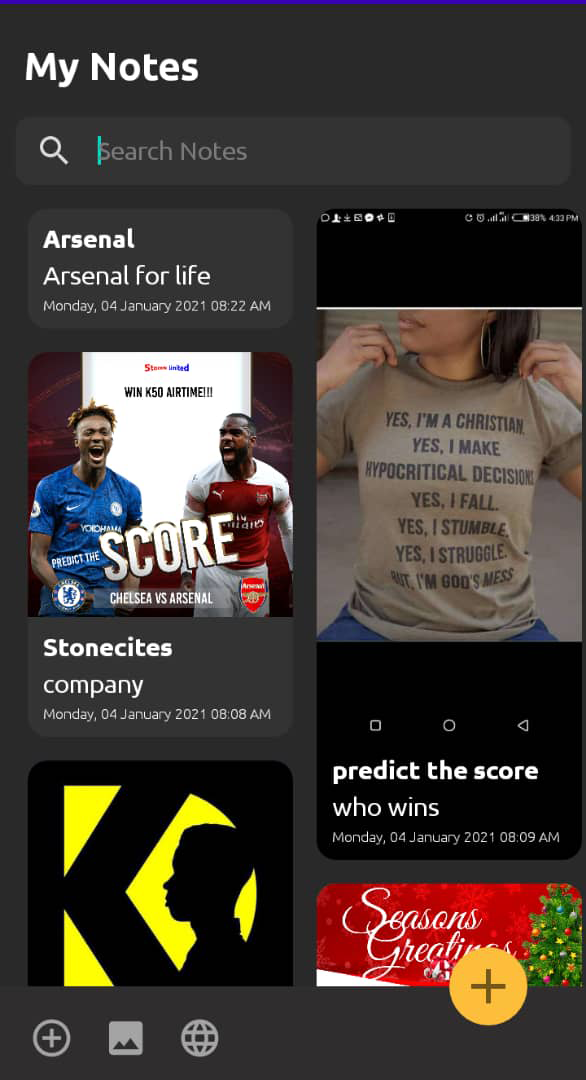 My Notes
Search Notes
Arsenal
Arsenal for life
Monday, 04 January 2021 08:22 AM
Stones United
WIN K50 AIRTIME!!!
YOKOHAMA
PREDICT THE SCORE
CHELSEA VS ARSENAL
Arsenal
Stonecites
company
Monday, 04 January 2021 08:08 AM
38% 4:33 PM
YES, I'M A CHRISTIAN.
YES, I MAKE
HYPOCRITICAL DECISIONS
YES, I FALL.
YES, I STUMBLE.
YES, I STRUGGLE.
BUT, I'M GOD'S MESS
predict the score
who wins
Monday, 04 January 2021 08:09 AM
Seasons
Greetings